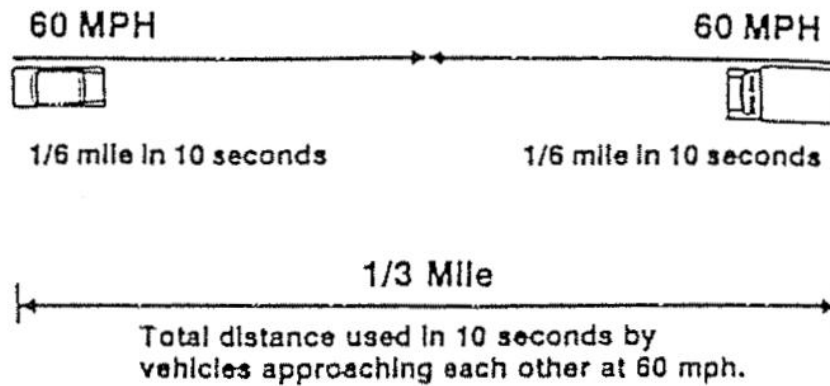 60 MPH
60 MPH
1/6 mile in 10 seconds
1/6 mile in 10 seconds
1/3 Mile
Total distance used in 10 seconds by
vehicles approaching each other at 60 mph.